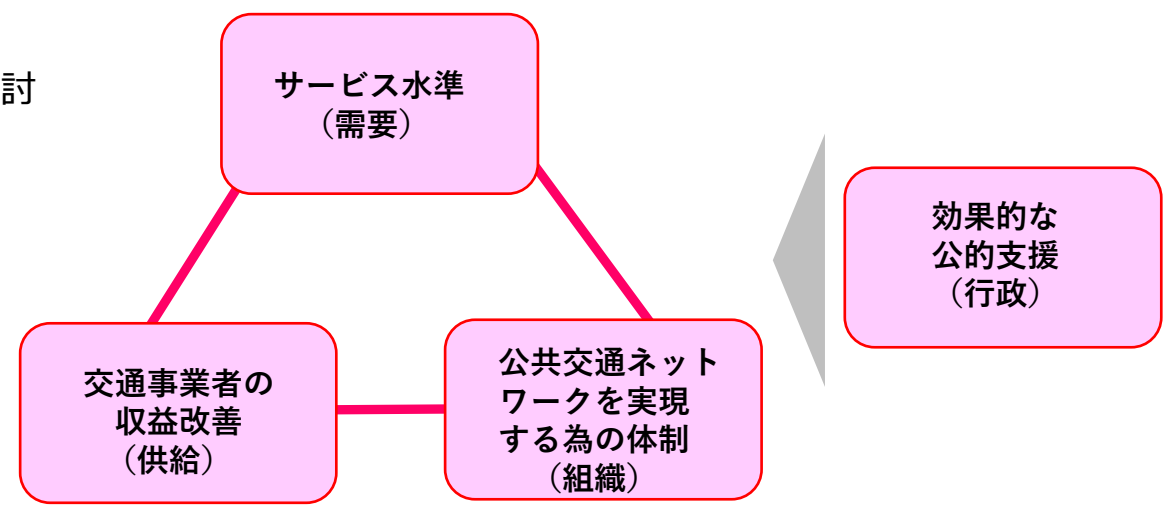 討
サービス水準
（需要）
効果的な
公的支援
（行政）
交通事業者の
収益改善
（供給）
公共交通ネット
ワークを実現
する為の体制
（組織）